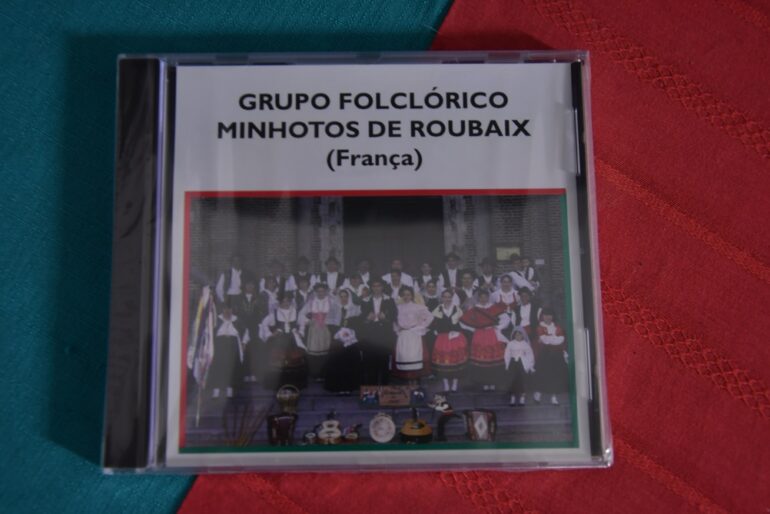 GRUPO FOLCLÓRICO
MINHOTOS DE ROUBAIX
(França)